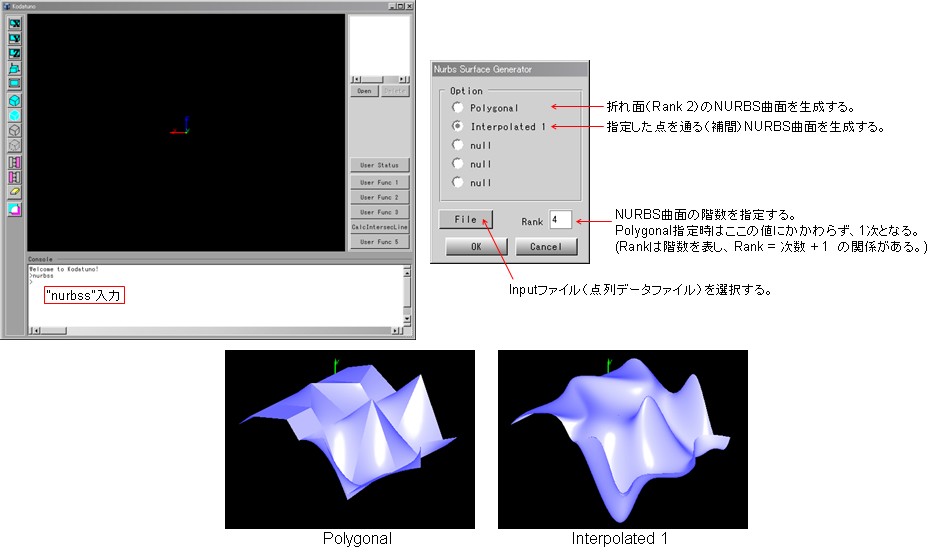 Kodatuno
Open
Delete
User Status
User Func 1
User Func 2
User Func 3
CalcIntersecLine
User Func 5
Console
Welcome to Kodatuno!
>nurbss
>
"nurbss"入力
Nurbs Surface Generator
Option
Polygonal
Interpolated 1
null
null
null
File
Rank
4
OK
Cancel
折れ面(Rank 2)のNURBS曲面を生成する。
指定した点を通る(補間)NURBS曲面を生成する。
NURBS曲面の階数を指定する。
Polygonal指定時はここの値にかかわらず、1次となる。
(Rankは階数を表し、Rank = 次数 + 1 の関係がある。)
Inputファイル(点列データファイル)を選択する。
Polygonal
Interpolated 1